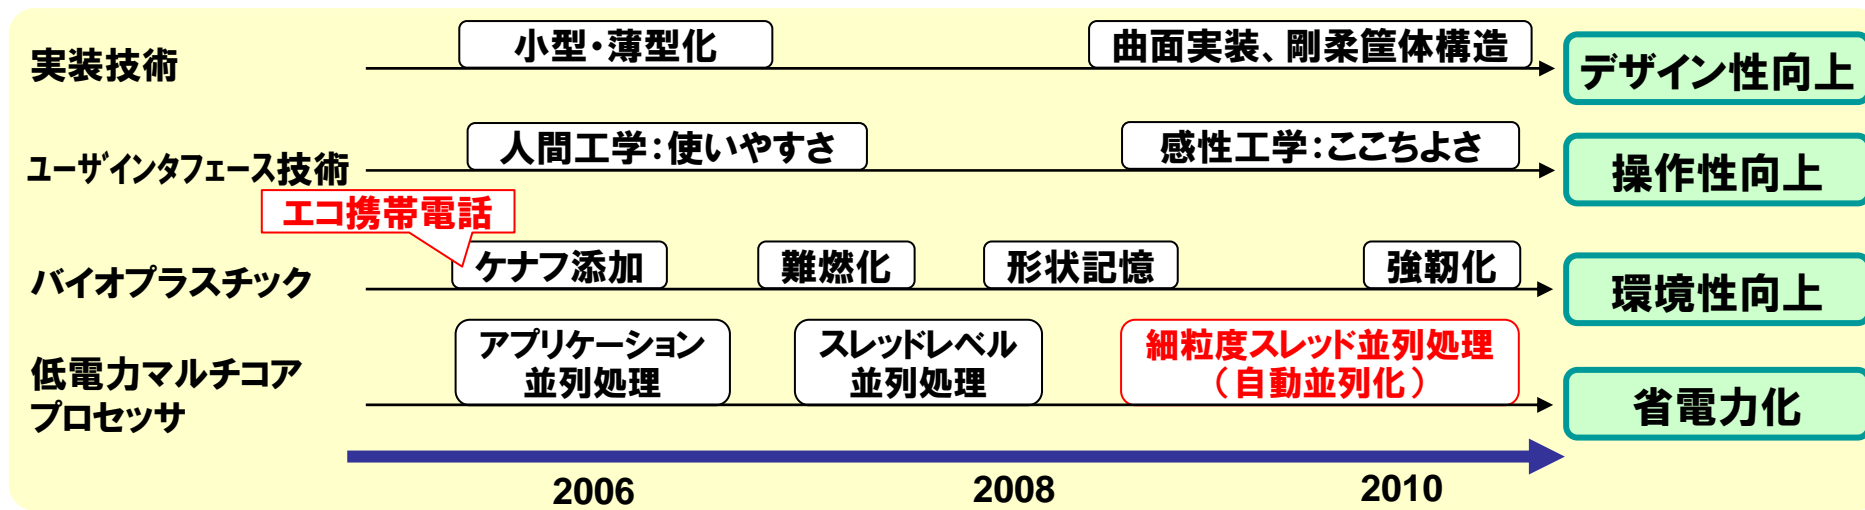 実装技術
小型・薄型化
曲面実装、剛柔筐体構造
デザイン性向上
ユーザインタフェース技術
人間工学：使いやすさ
感性工学：ここちよさ
操作性向上
エコ携帯電話
バイオプラスチック
ケナフ添加
難燃化
形状記憶
強靭化
環境性向上
低電力マルチコア
プロセッサ
アプリケーション
並列処理
スレッドレベル
並列処理
細粒度スレッド並列処理
（自動並列化）
省電力化
2006
2008
2010